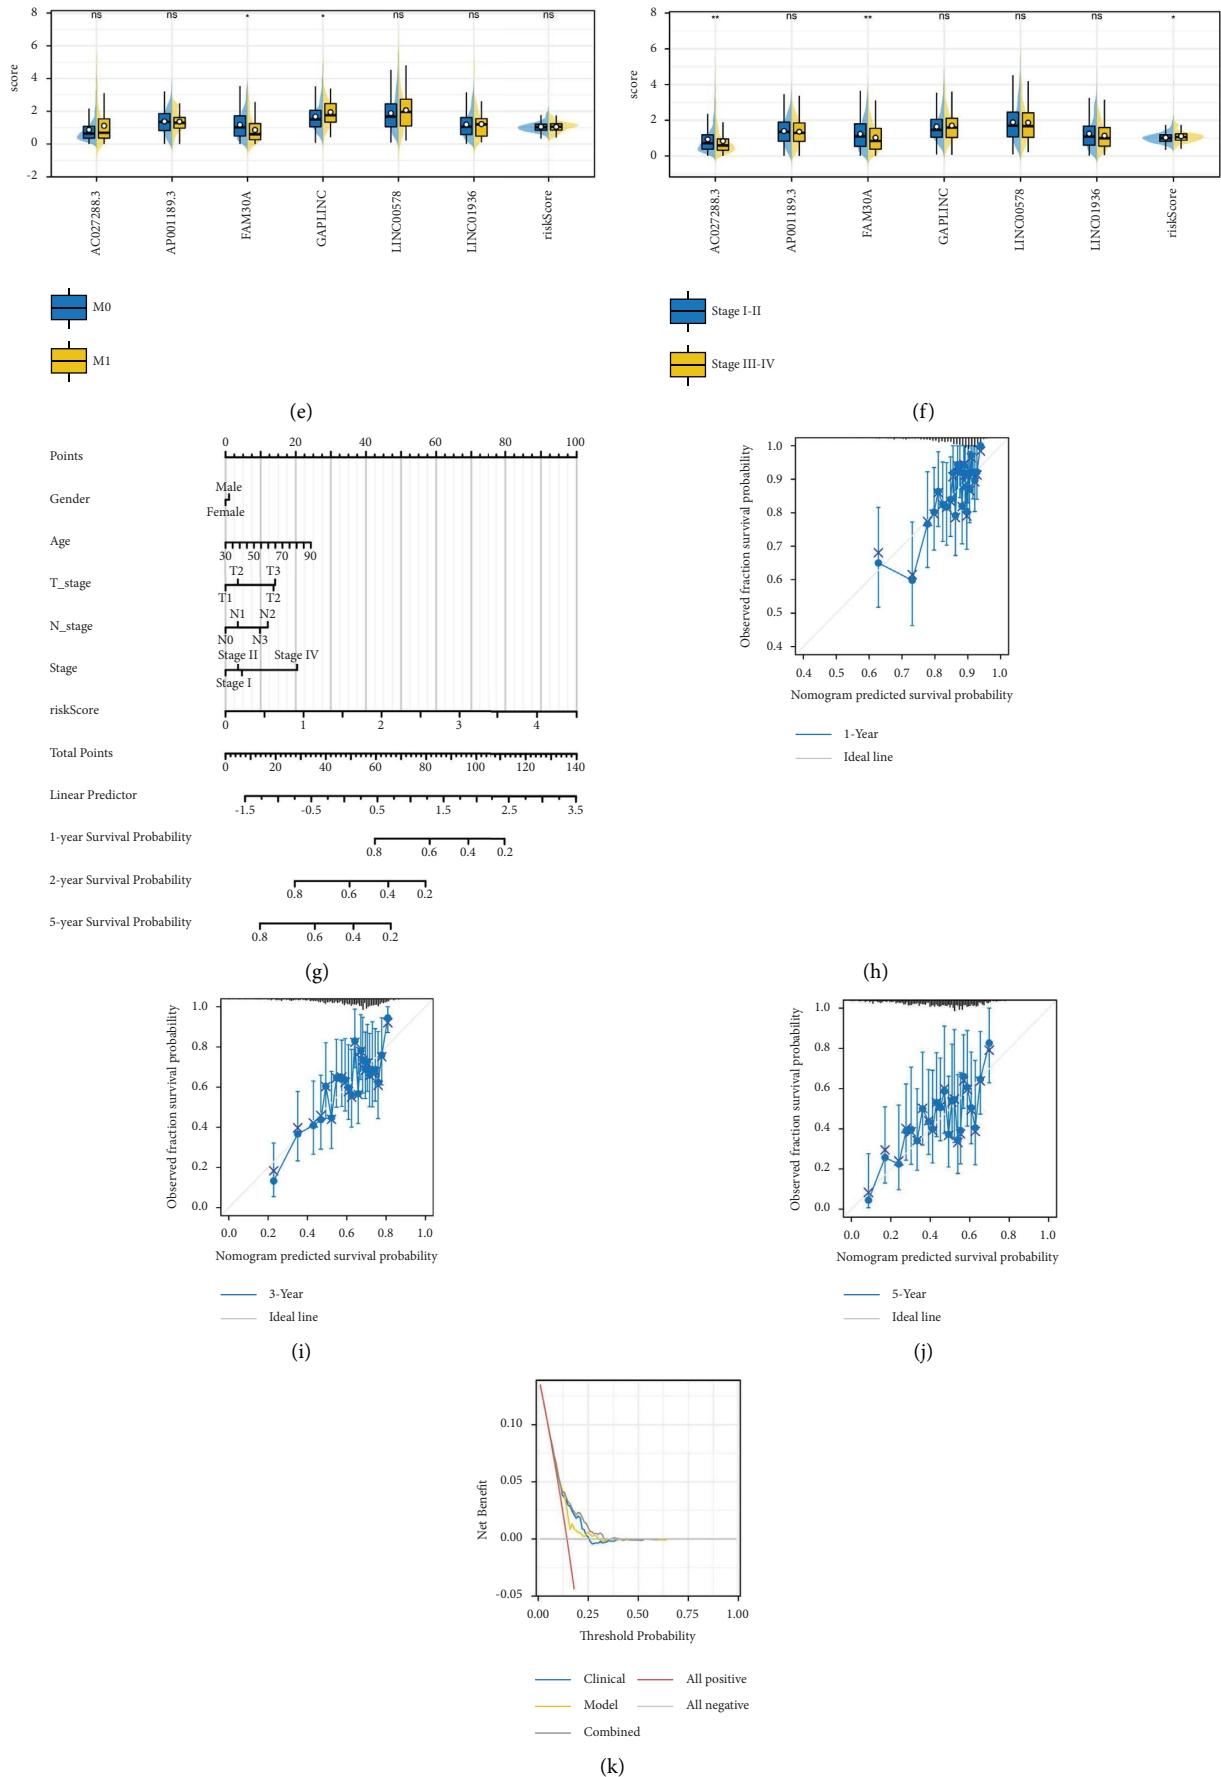 8
6
4
2
0
-2
score
ns
ns
*
*
ns
ns
ns
AC027288.3
AP001189.3
FAM30A
GAPLINC
LINC00578
LINC01936
riskScore
M0
M1
(e)
8
6
4
2
0
score
**
ns
**
ns
ns
ns
*
AC027288.3
AP001189.3
FAM30A
GAPLINC
LINC00578
LINC01936
riskScore
Stage I-II
Stage III-IV
(f)
0 20 40 60 80 100
Points
Male
Gender
Female
Age
30 50 70 90
T2 T3
T_stage
T1 T2
N1 N2
N_stage
N0 N3
Stage II Stage IV
Stage
Stage I
riskScore
0 1 2 3 4
Total Points
0 20 40 60 80 100 120 140
Linear Predictor
-1.5 -0.5 0.5 1.5 2.5 3.5
1-year Survival Probability
0.8 0.6 0.4 0.2
2-year Survival Probability
0.8 0.6 0.4 0.2
5-year Survival Probability
0.8 0.6 0.4 0.2
(g)
Observed fraction survival probability
1.0
0.9
0.8
0.7
0.6
0.5
0.4
0.4 0.5 0.6 0.7 0.8 0.9 1.0
Nomogram predicted survival probability
1-Year
Ideal line
(h)
Observed fraction survival probability
1.0
0.8
0.6
0.4
0.2
0.0
0.0 0.2 0.4 0.6 0.8 1.0
Nomogram predicted survival probability
3-Year
Ideal line
(i)
Observed fraction survival probability
1.0
0.8
0.6
0.4
0.2
0.0
0.0 0.2 0.4 0.6 0.8 1.0
Nomogram predicted survival probability
5-Year
Ideal line
(j)
Net Benefit
0.10
0.05
0.00
-0.05
0.00 0.25 0.50 0.75 1.00
Threshold Probability
Clinical All positive
Model All negative
Combined
(k)